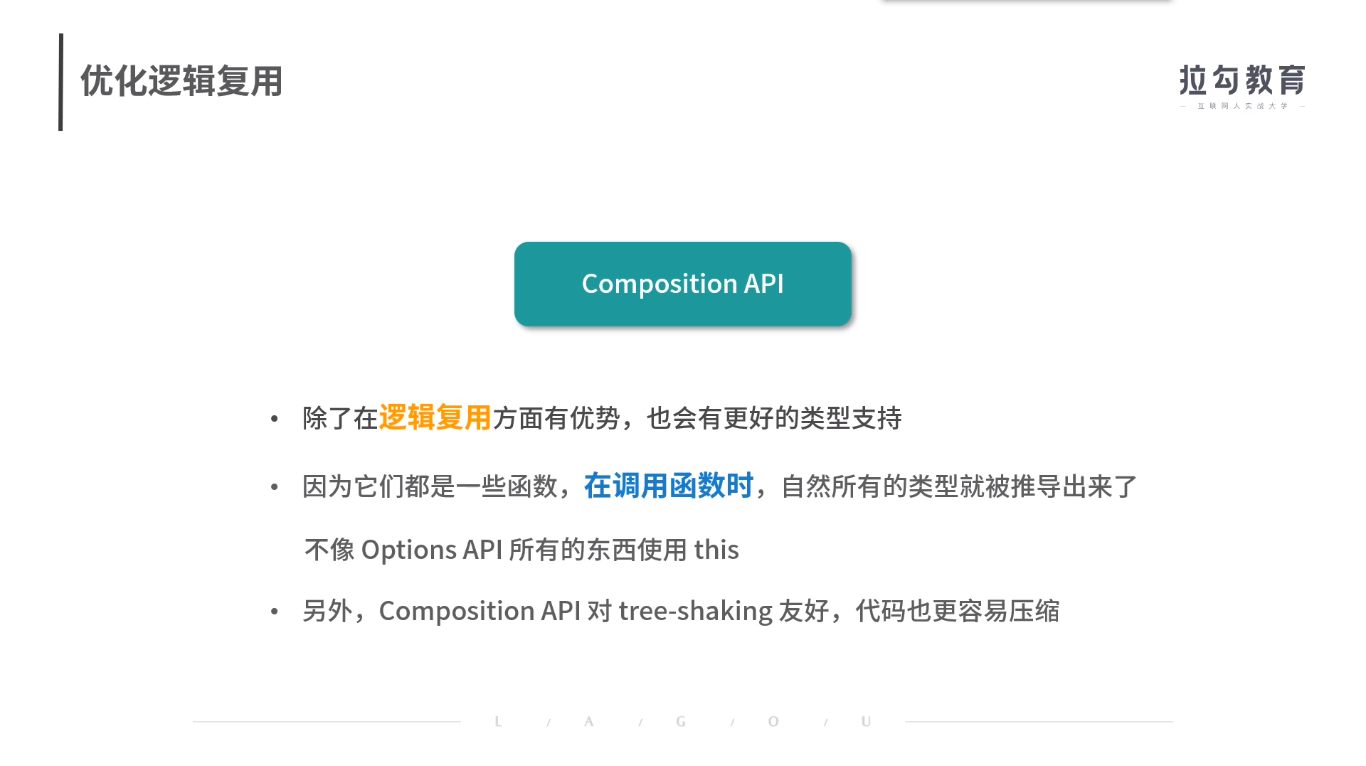 优化逻辑复用
拉勾教育
— 互联网人实战大学 —
Composition API
• 除了在逻辑复用方面有优势，也会有更好的类型支持
• 因为它们都是一些函数，在调用函数时，自然所有的类型就被推导出来了
不像 Options API 所有的东西使用 this
• 另外，Composition API 对 tree-shaking 友好，代码也更容易压缩
L / A / G / O / U